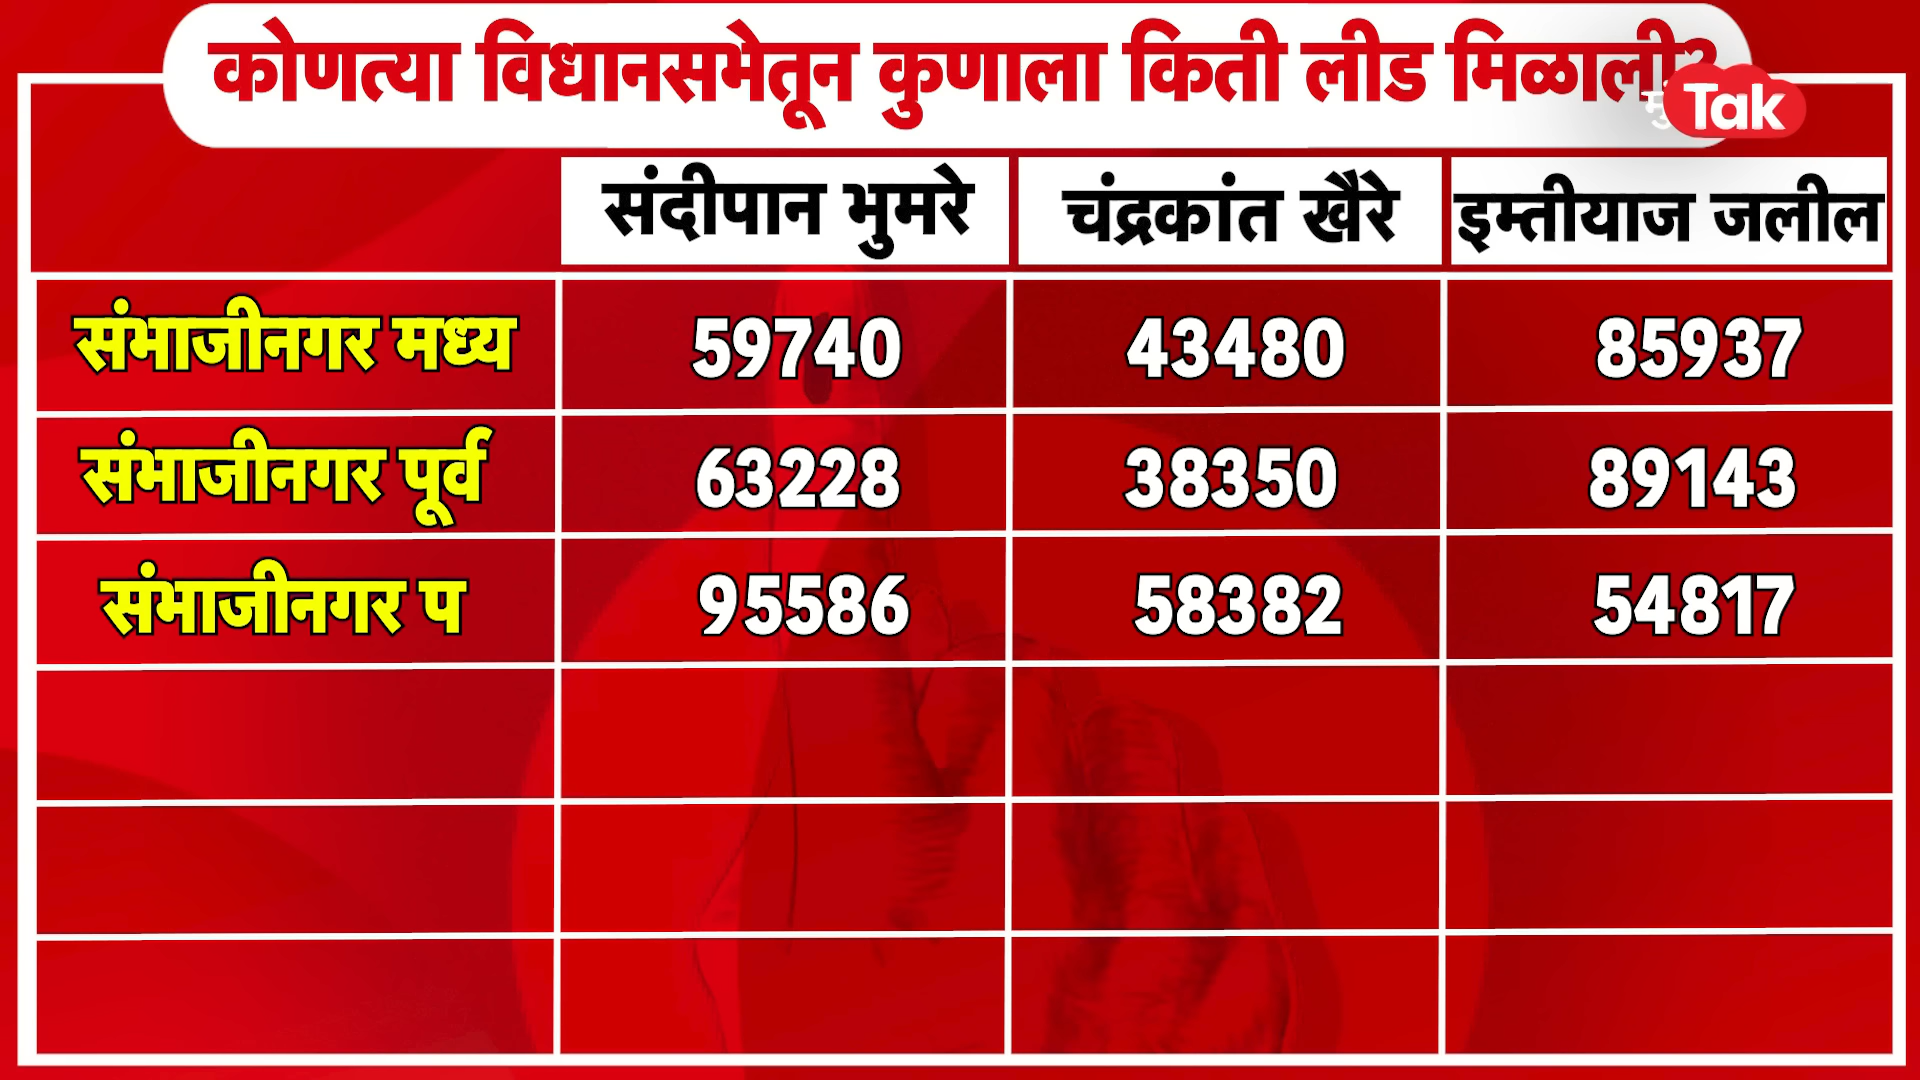 कोणत्या विधानसभेतून कुणाला किती लीड मिळाली?
Tak
संदीपान भुमरे चंद्रकांत खैरे इम्तीयाज जलील
संभाजीनगर मध्य 59740 43480 85937
संभाजीनगर पूर्व 63228 38350 89143
संभाजीनगर प 95586 58382 54817